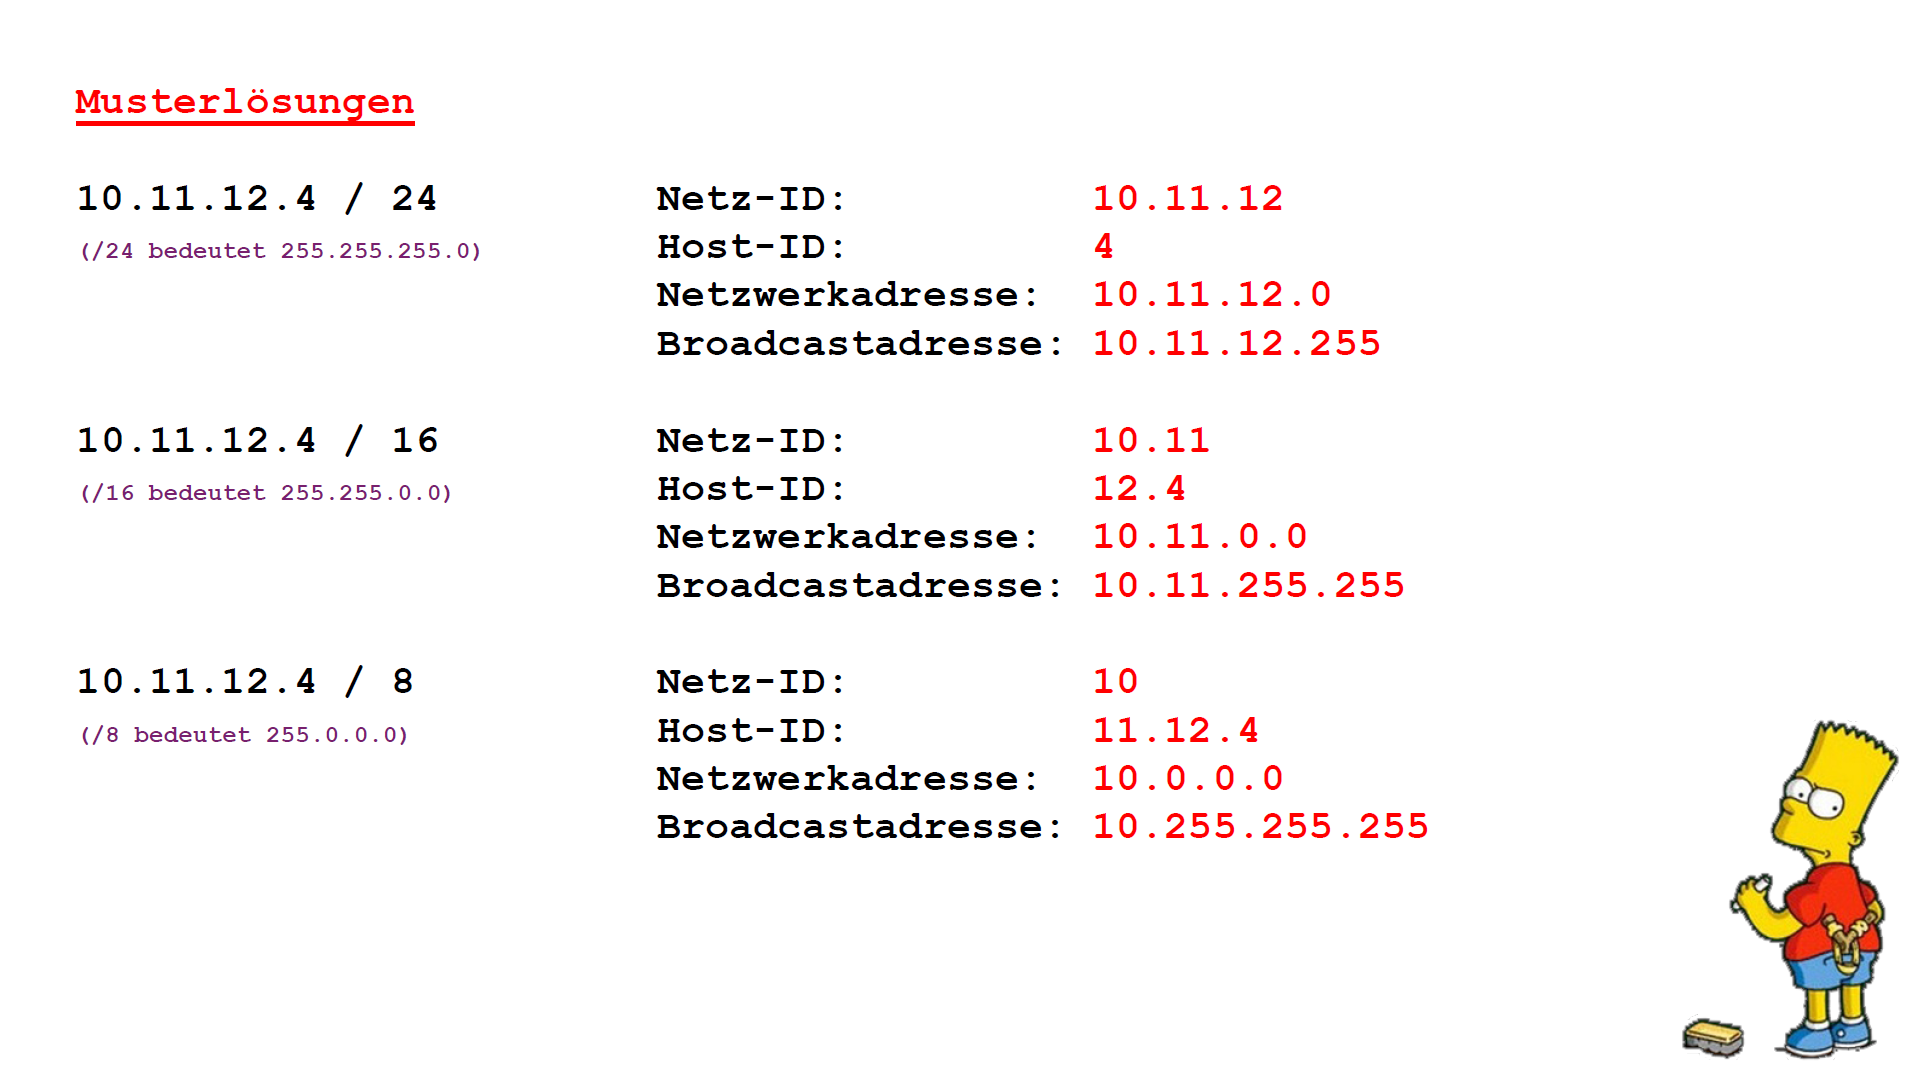 Musterlösungen
10.11.12.4 / 24 Netz-ID: 10.11.12
(/24 bedeutet 255.255.255.0) Host-ID: 4
Netzwerkadresse: 10.11.12.0
Broadcastadresse: 10.11.12.255
10.11.12.4 / 16 Netz-ID: 10.11
(/16 bedeutet 255.255.0.0) Host-ID: 12.4
Netzwerkadresse: 10.11.0.0
Broadcastadresse: 10.11.255.255
10.11.12.4 / 8 Netz-ID: 10
(/8 bedeutet 255.0.0.0) Host-ID: 11.12.4
Netzwerkadresse: 10.0.0.0
Broadcastadresse: 10.255.255.255